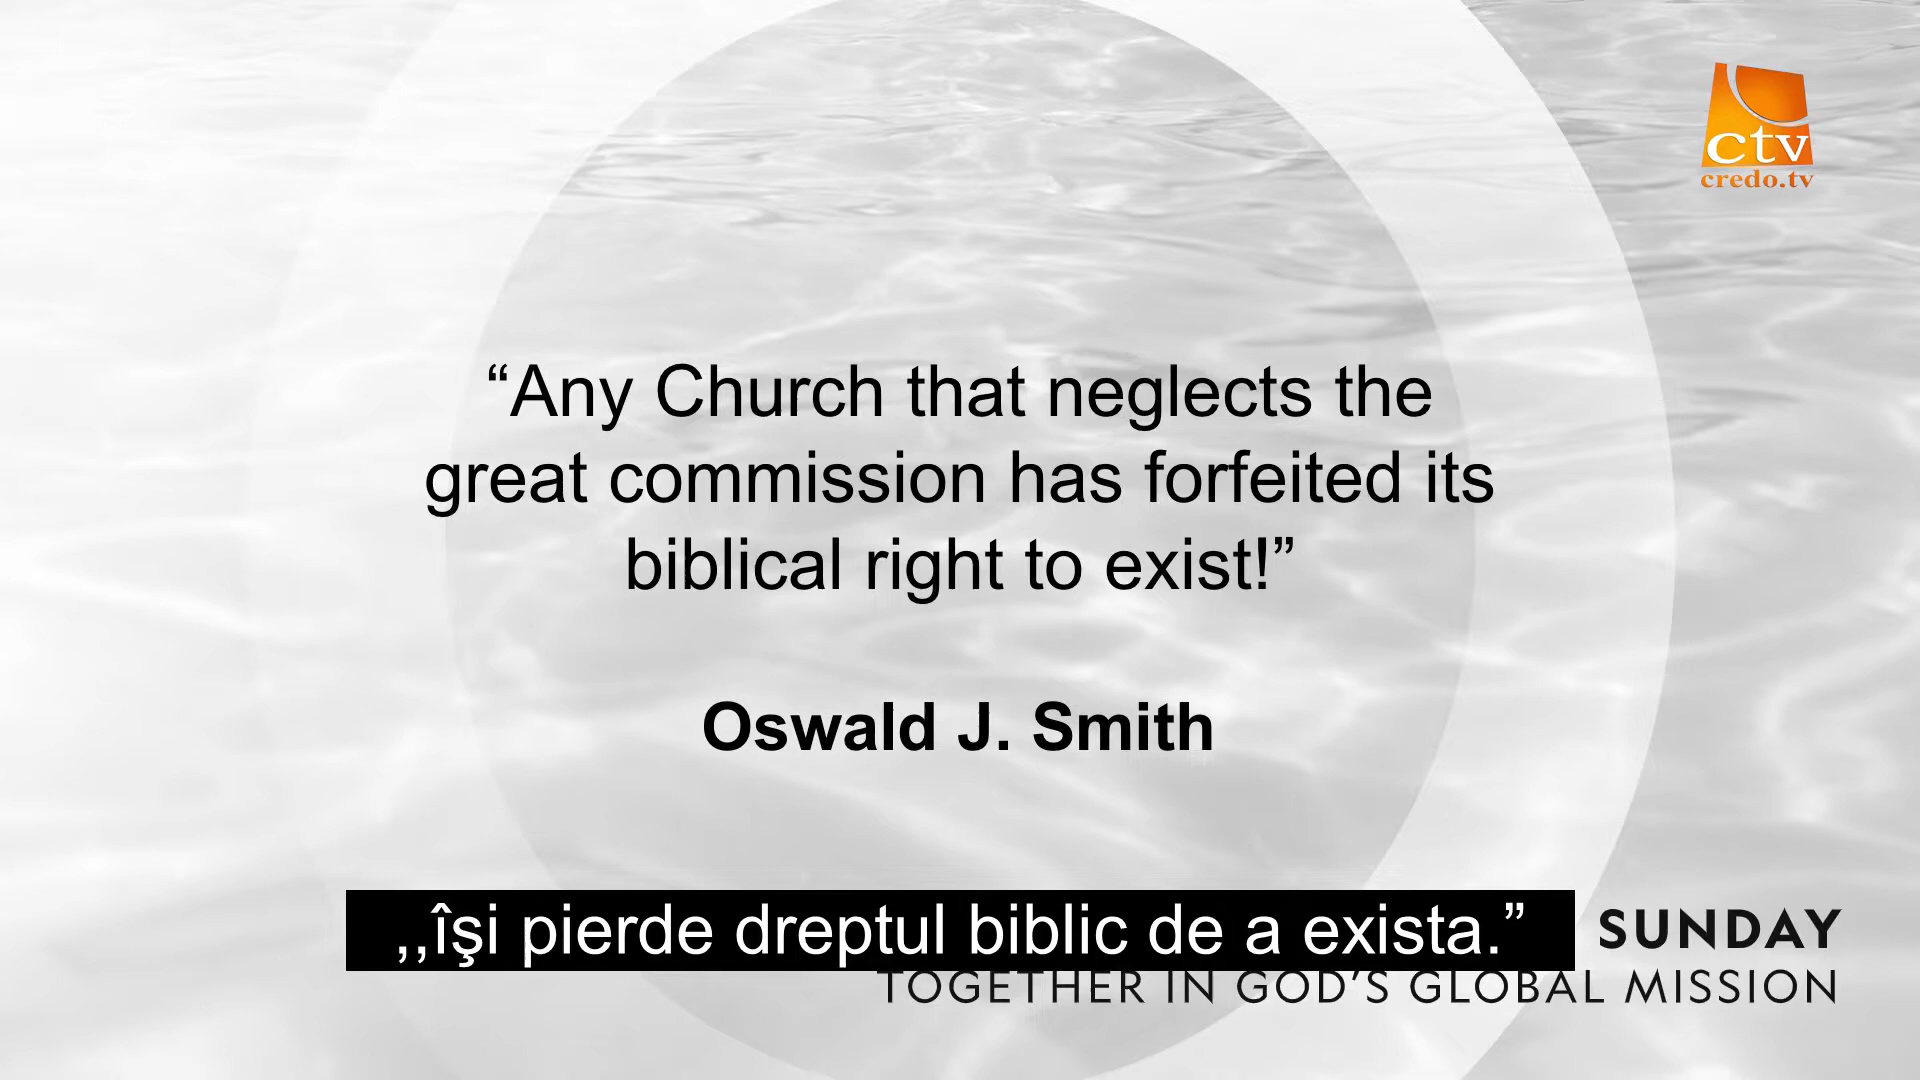 ctv
credo.tv
“Any Church that neglects the
great commission has forfeited its
biblical right to exist!”
Oswald J. Smith
,,îşi pierde dreptul biblic de a exista.”
SUNDAY
TOGETHER IN GOD’S GLOBAL MISSION